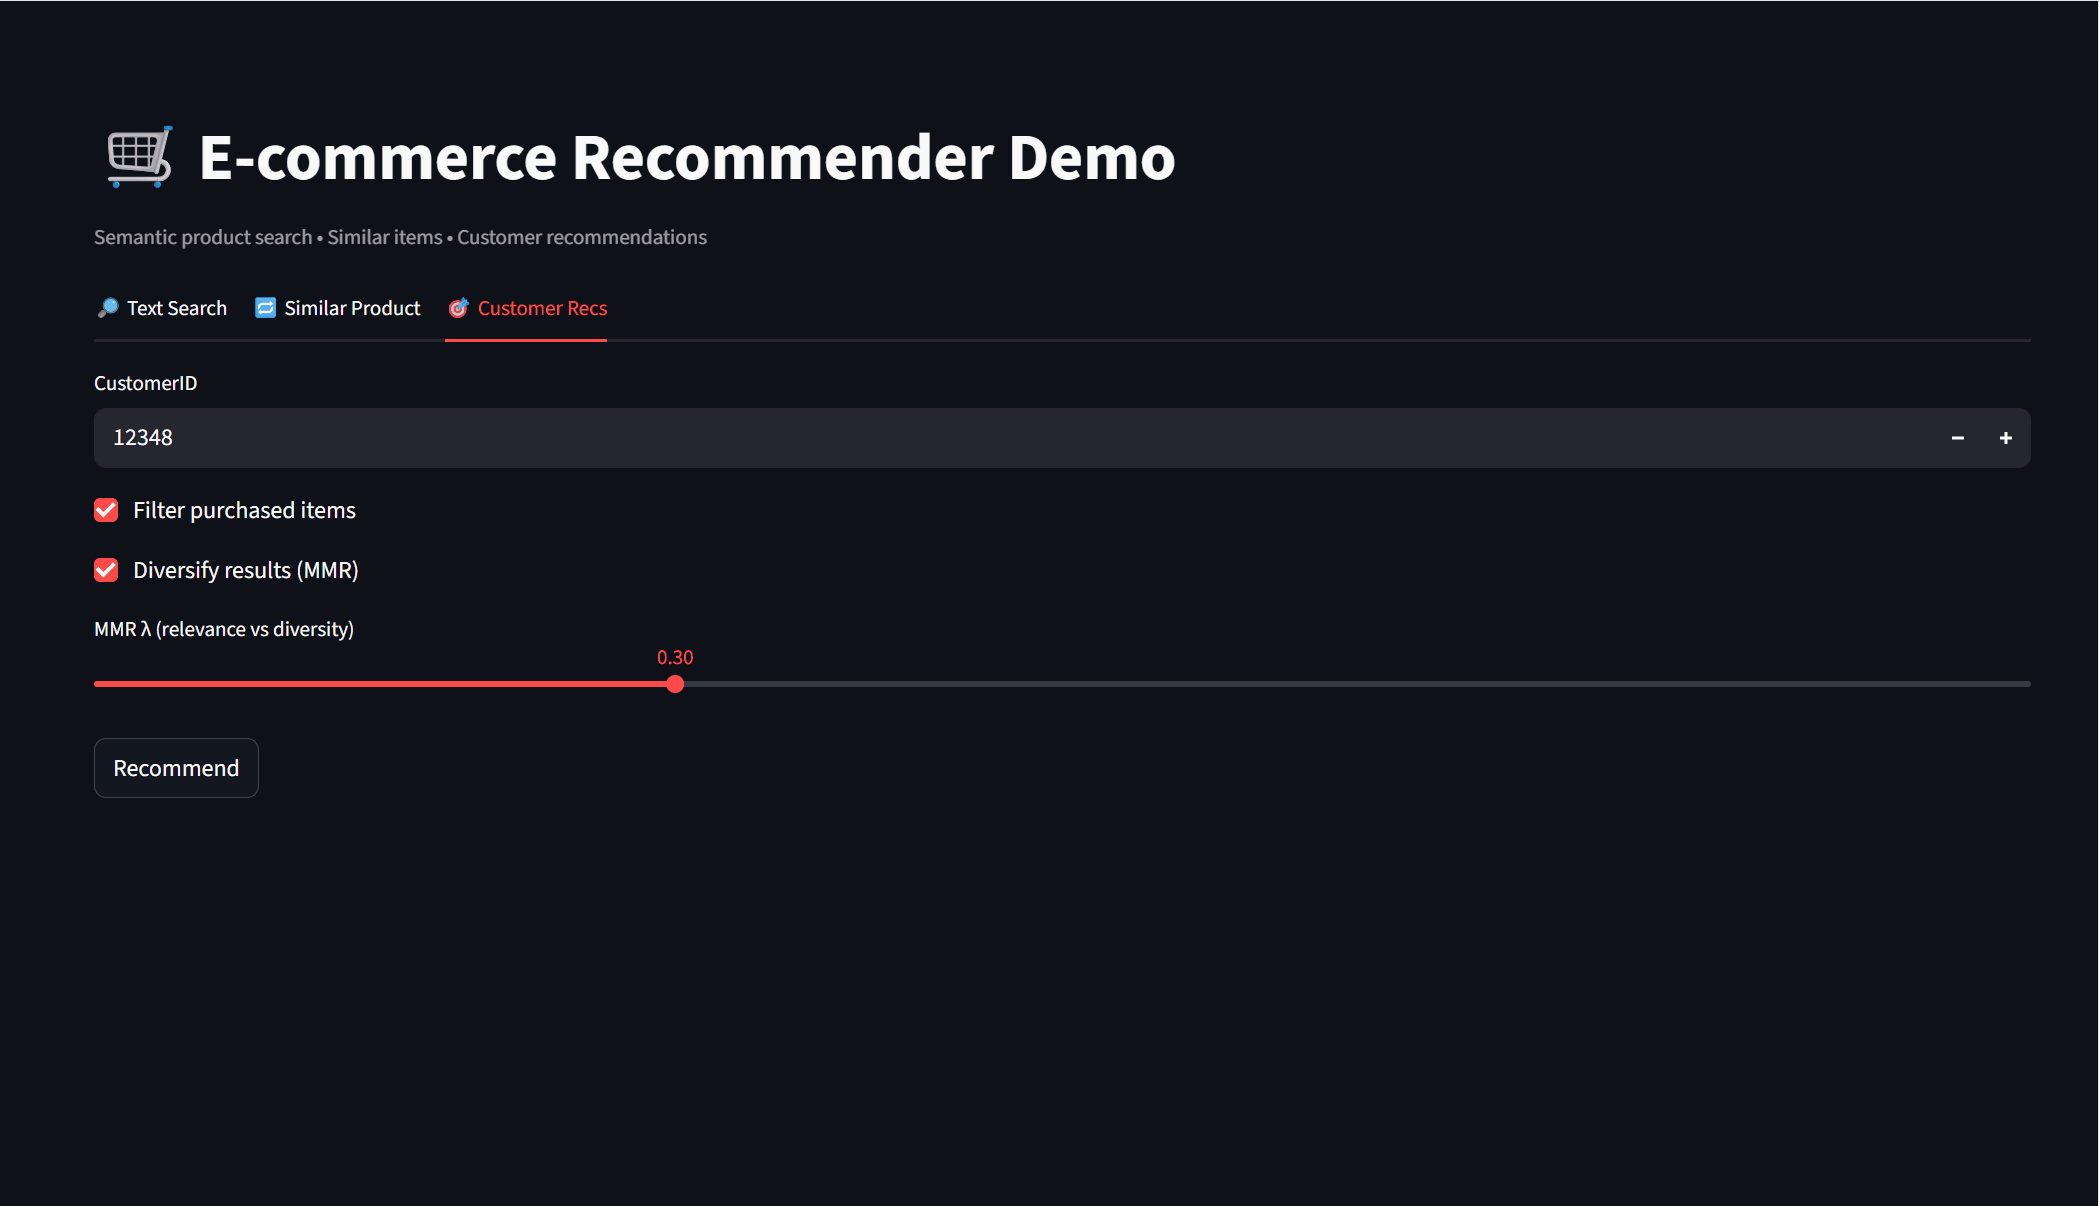 E-commerce Recommender Demo
Semantic product search • Similar items • Customer recommendations
Text Search Similar Product Customer Recs
CustomerID
12348
Filter purchased items
Diversify results (MMR)
MMR λ (relevance vs diversity)
0.30
Recommend